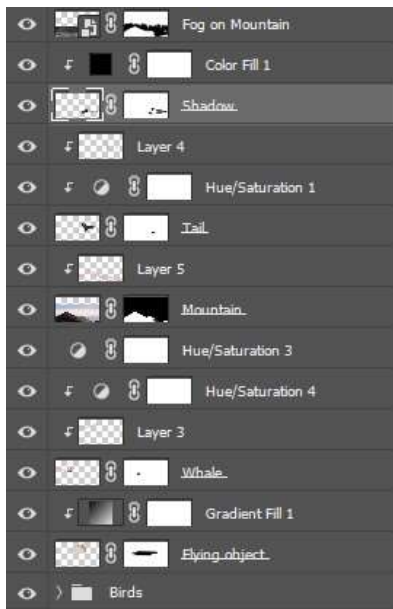 Fog on Mountain
Color Fill 1
Shadow
Layer 4
Hue/Saturation 1
Tail
Layer 5
Mountain
Hue/Saturation 3
Hue/Saturation 4
Layer 3
Whale
Gradient Fill 1
Flying object
Birds